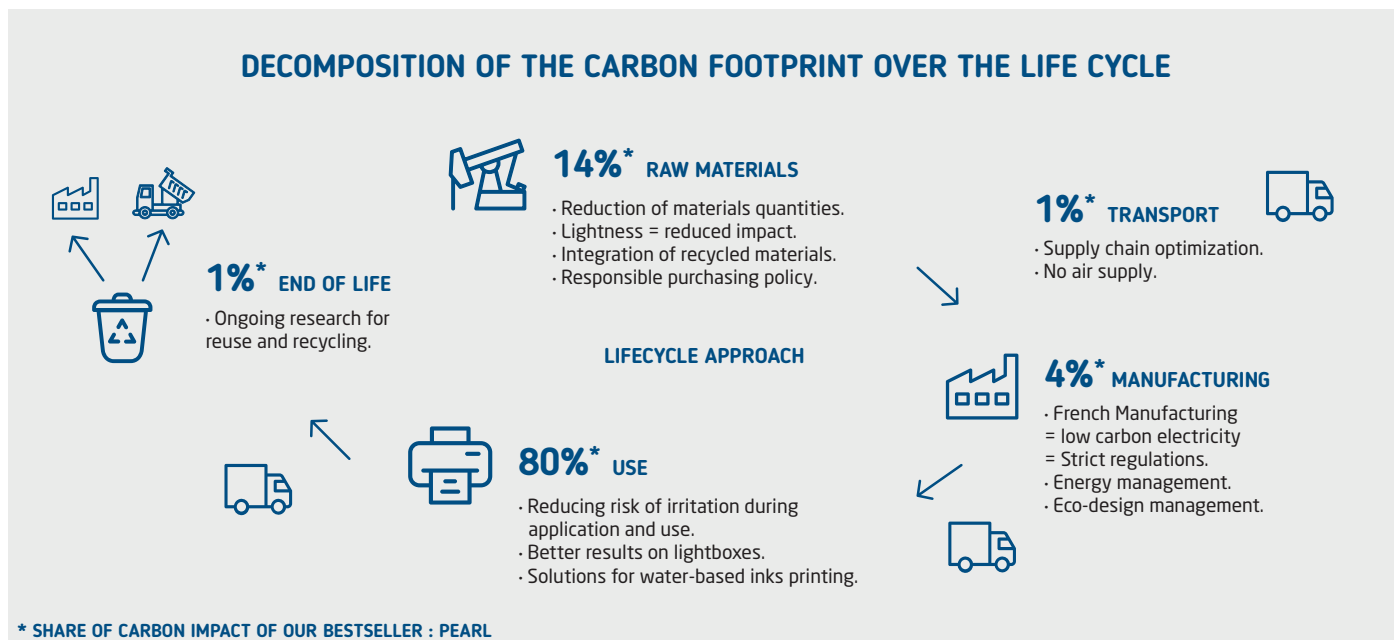 DECOMPOSITION OF THE CARBON FOOTPRINT OVER THE LIFE CYCLE
14%* RAW MATERIALS
· Reduction of materials quantities.
· Lightness = reduced impact.
· Integration of recycled materials.
· Responsible purchasing policy.
1%* TRANSPORT
· Supply chain optimization.
· No air supply.
1%* END OF LIFE
· Ongoing research for
reuse and recycling.
LIFECYCLE APPROACH
4%* MANUFACTURING
· French Manufacturing
= low carbon electricity
= Strict regulations.
· Energy management.
· Eco-design management.
80%* USE
· Reducing risk of irritation during
application and use.
· Better results on lightboxes.
· Solutions for water-based inks printing.
* SHARE OF CARBON IMPACT OF OUR BESTSELLER : PEARL